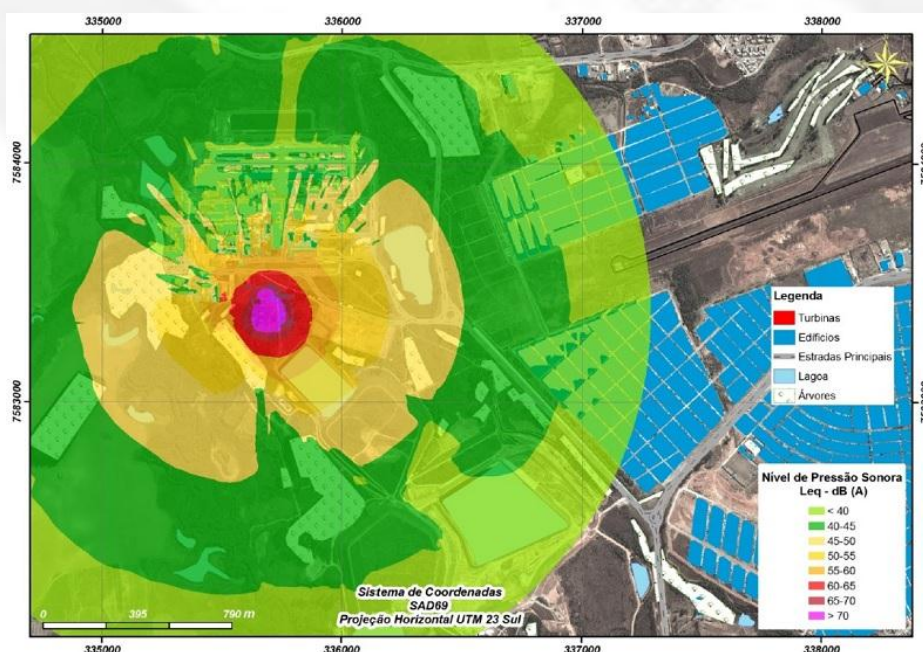 335000 336000 337000 338000
7584000
7583000
Legenda
Turbinas
Edifícios
Estradas Principais
Lagoa
Árvores
Nível de Pressão Sonora
Leq - dB (A)
< 40
40-45
45-50
50-55
55-60
60-65
65-70
> 70
Sistema de Coordenadas
SAD69
Projeção Horizontal UTM 23 Sul
0 395 790 m
335000 336000 337000 338000